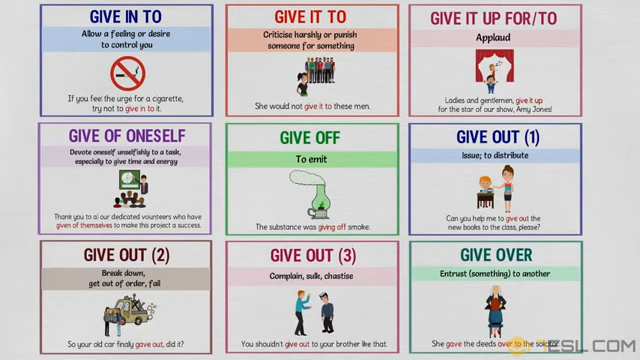 GIVE IN TO
Allow a feeling or desire
to control you
If you feel the urge for a cigarette,
try not to give in to it.
GIVE IT TO
Criticise harshly or punish
someone for something
She would not give it to these men.
GIVE IT UP FOR/TO
Applaud
Ladies and gentlemen, give it up
for the star of our show, Amy Jones!
GIVE OF ONESELF
Devote oneself unselfishly to a task,
especially to give time and energy
Thank you to all our dedicated volunteers who have
given of themselves to make this project a success.
GIVE OFF
To emit
The substance was giving off smoke.
GIVE OUT (1)
Issue; to distribute
Can you help me to give out the
new books to the class, please?
GIVE OUT (2)
Break down,
get out of order, fail
So your old car finally gave out, did it?
GIVE OUT (3)
Complain, sulk, chastise
You shouldn't give out to your brother like that.
GIVE OVER
Entrust (something) to another
She gave the deeds over to the solicitor
ESL.COM